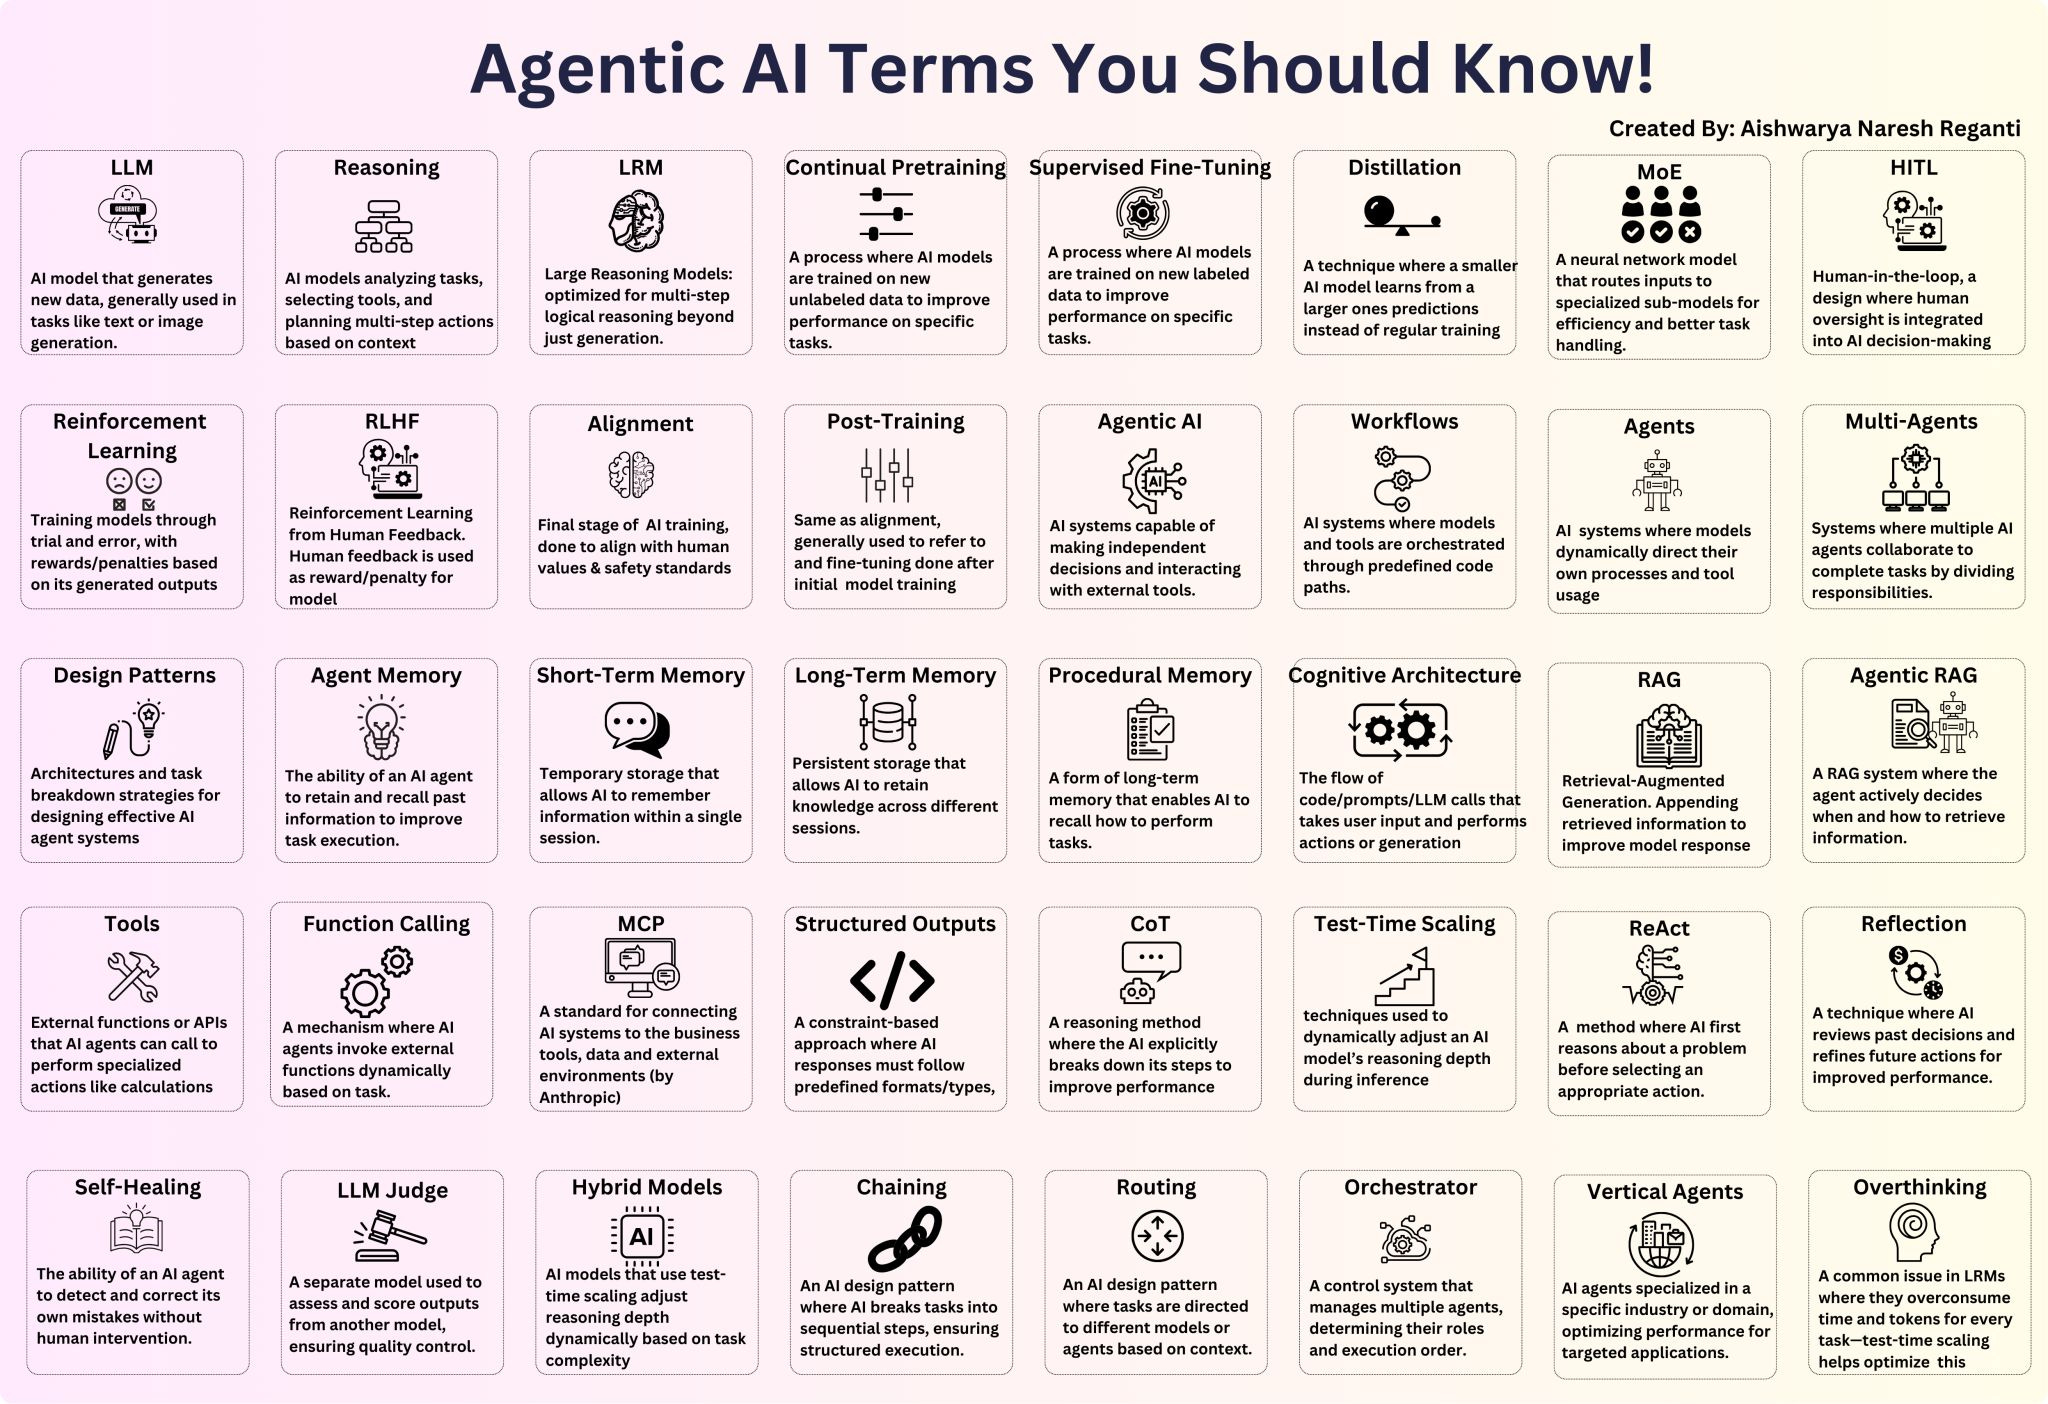 Agentic AI Terms You Should Know!
Created By: Aishwarya Naresh Reganti
LLM
GENERATE
AI model that generates
new data, generally used in
tasks like text or image
generation.
Reasoning
AI models analyzing tasks,
selecting tools, and
planning multi-step actions
based on context
LRM
Large Reasoning Models:
optimized for multi-step
logical reasoning beyond
just generation.
Continual Pretraining
A process where AI models
are trained on new
unlabeled data to improve
performance on specific
tasks.
Supervised Fine-Tuning
A process where AI models
are trained on new labeled
data to improve
performance on specific
tasks.
Distillation
A technique where a smaller
AI model learns from a
larger ones predictions
instead of regular training
MoE
A neural network model
that routes inputs to
specialized sub-models for
efficiency and better task
handling.
HITL
Human-in-the-loop, a
design where human
oversight is integrated
into AI decision-making
Reinforcement
Learning
Training models through
trial and error, with
rewards/penalties based
on its generated outputs
RLHF
Reinforcement Learning
from Human Feedback.
Human feedback is used
as reward/penalty for
model
Alignment
Final stage of  AI training,
done to align with human
values & safety standards
Post-Training
Same as alignment,
generally used to refer to
and fine-tuning done after
initial  model training
Agentic AI
AI
AI systems capable of
making independent
decisions and interacting
with external tools.
Workflows
AI systems where models
and tools are orchestrated
through predefined code
paths.
Agents
AI  systems where models
dynamically direct their
own processes and tool
usage
Multi-Agents
Systems where multiple AI
agents collaborate to
complete tasks by dividing
responsibilities.
Design Patterns
Architectures and task
breakdown strategies for
designing effective AI
agent systems
Agent Memory
The ability of an AI agent
to retain and recall past
information to improve
task execution.
Short-Term Memory
Temporary storage that
allows AI to remember
information within a single
session.
Long-Term Memory
Persistent storage that
allows AI to retain
knowledge across different
sessions.
Procedural Memory
A form of long-term
memory that enables AI to
recall how to perform
tasks.
Cognitive Architecture
The flow of
code/prompts/LLM calls that
takes user input and performs
actions or generation
RAG
Retrieval-Augmented
Generation. Appending
retrieved information to
improve model response
Agentic RAG
A RAG system where the
agent actively decides
when and how to retrieve
information.
Tools
External functions or APIs
that AI agents can call to
perform specialized
actions like calculations
Function Calling
A mechanism where AI
agents invoke external
functions dynamically
based on task.
MCP
A standard for connecting
AI systems to the business
tools, data and external
environments (by
Anthropic)
Structured Outputs
</>
A constraint-based
approach where AI
responses must follow
predefined formats/types,
CoT
A reasoning method
where the AI explicitly
breaks down its steps to
improve performance
Test-Time Scaling
techniques used to
dynamically adjust an AI
model’s reasoning depth
during inference
ReAct
A  method where AI first
reasons about a problem
before selecting an
appropriate action.
Reflection
$
A technique where AI
reviews past decisions and
refines future actions for
improved performance.
Self-Healing
The ability of an AI agent
to detect and correct its
own mistakes without
human intervention.
LLM Judge
A separate model used to
assess and score outputs
from another model,
ensuring quality control.
Hybrid Models
AI
AI models that use test-
time scaling adjust
reasoning depth
dynamically based on task
complexity
Chaining
An AI design pattern
where AI breaks tasks into
sequential steps, ensuring
structured execution.
Routing
An AI design pattern
where tasks are directed
to different models or
agents based on context.
Orchestrator
A control system that
manages multiple agents,
determining their roles
and execution order.
Vertical Agents
AI agents specialized in a
specific industry or domain,
optimizing performance for
targeted applications.
Overthinking
A common issue in LRMs
where they overconsume
time and tokens for every
task—test-time scaling
helps optimize  this